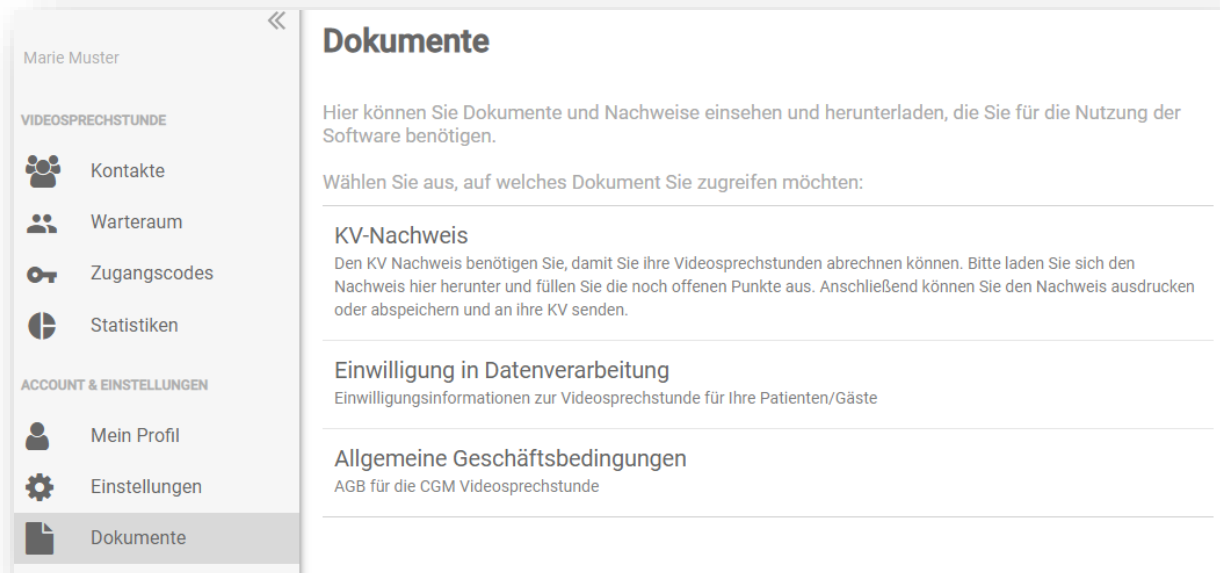 Marie Muster
VIDEOSPRECHSTUNDE
Kontakte
Warteraum
Zugangscodes
Statistiken
ACCOUNT & EINSTELLUNGEN
Mein Profil
Einstellungen
Dokumente
Dokumente
Hier können Sie Dokumente und Nachweise einsehen und herunterladen, die Sie für die Nutzung der
Software benötigen.
Wählen Sie aus, auf welches Dokument Sie zugreifen möchten:
KV-Nachweis
Den KV Nachweis benötigen Sie, damit Sie ihre Videosprechstunden abrechnen können. Bitte laden Sie sich den
Nachweis hier herunter und füllen Sie die noch offenen Punkte aus. Anschließend können Sie den Nachweis ausdrucken
oder abspeichern und an ihre KV senden.
Einwilligung in Datenverarbeitung
Einwilligungsinformationen zur Videosprechstunde für Ihre Patienten/Gäste
Allgemeine Geschäftsbedingungen
AGB für die CGM Videosprechstunde